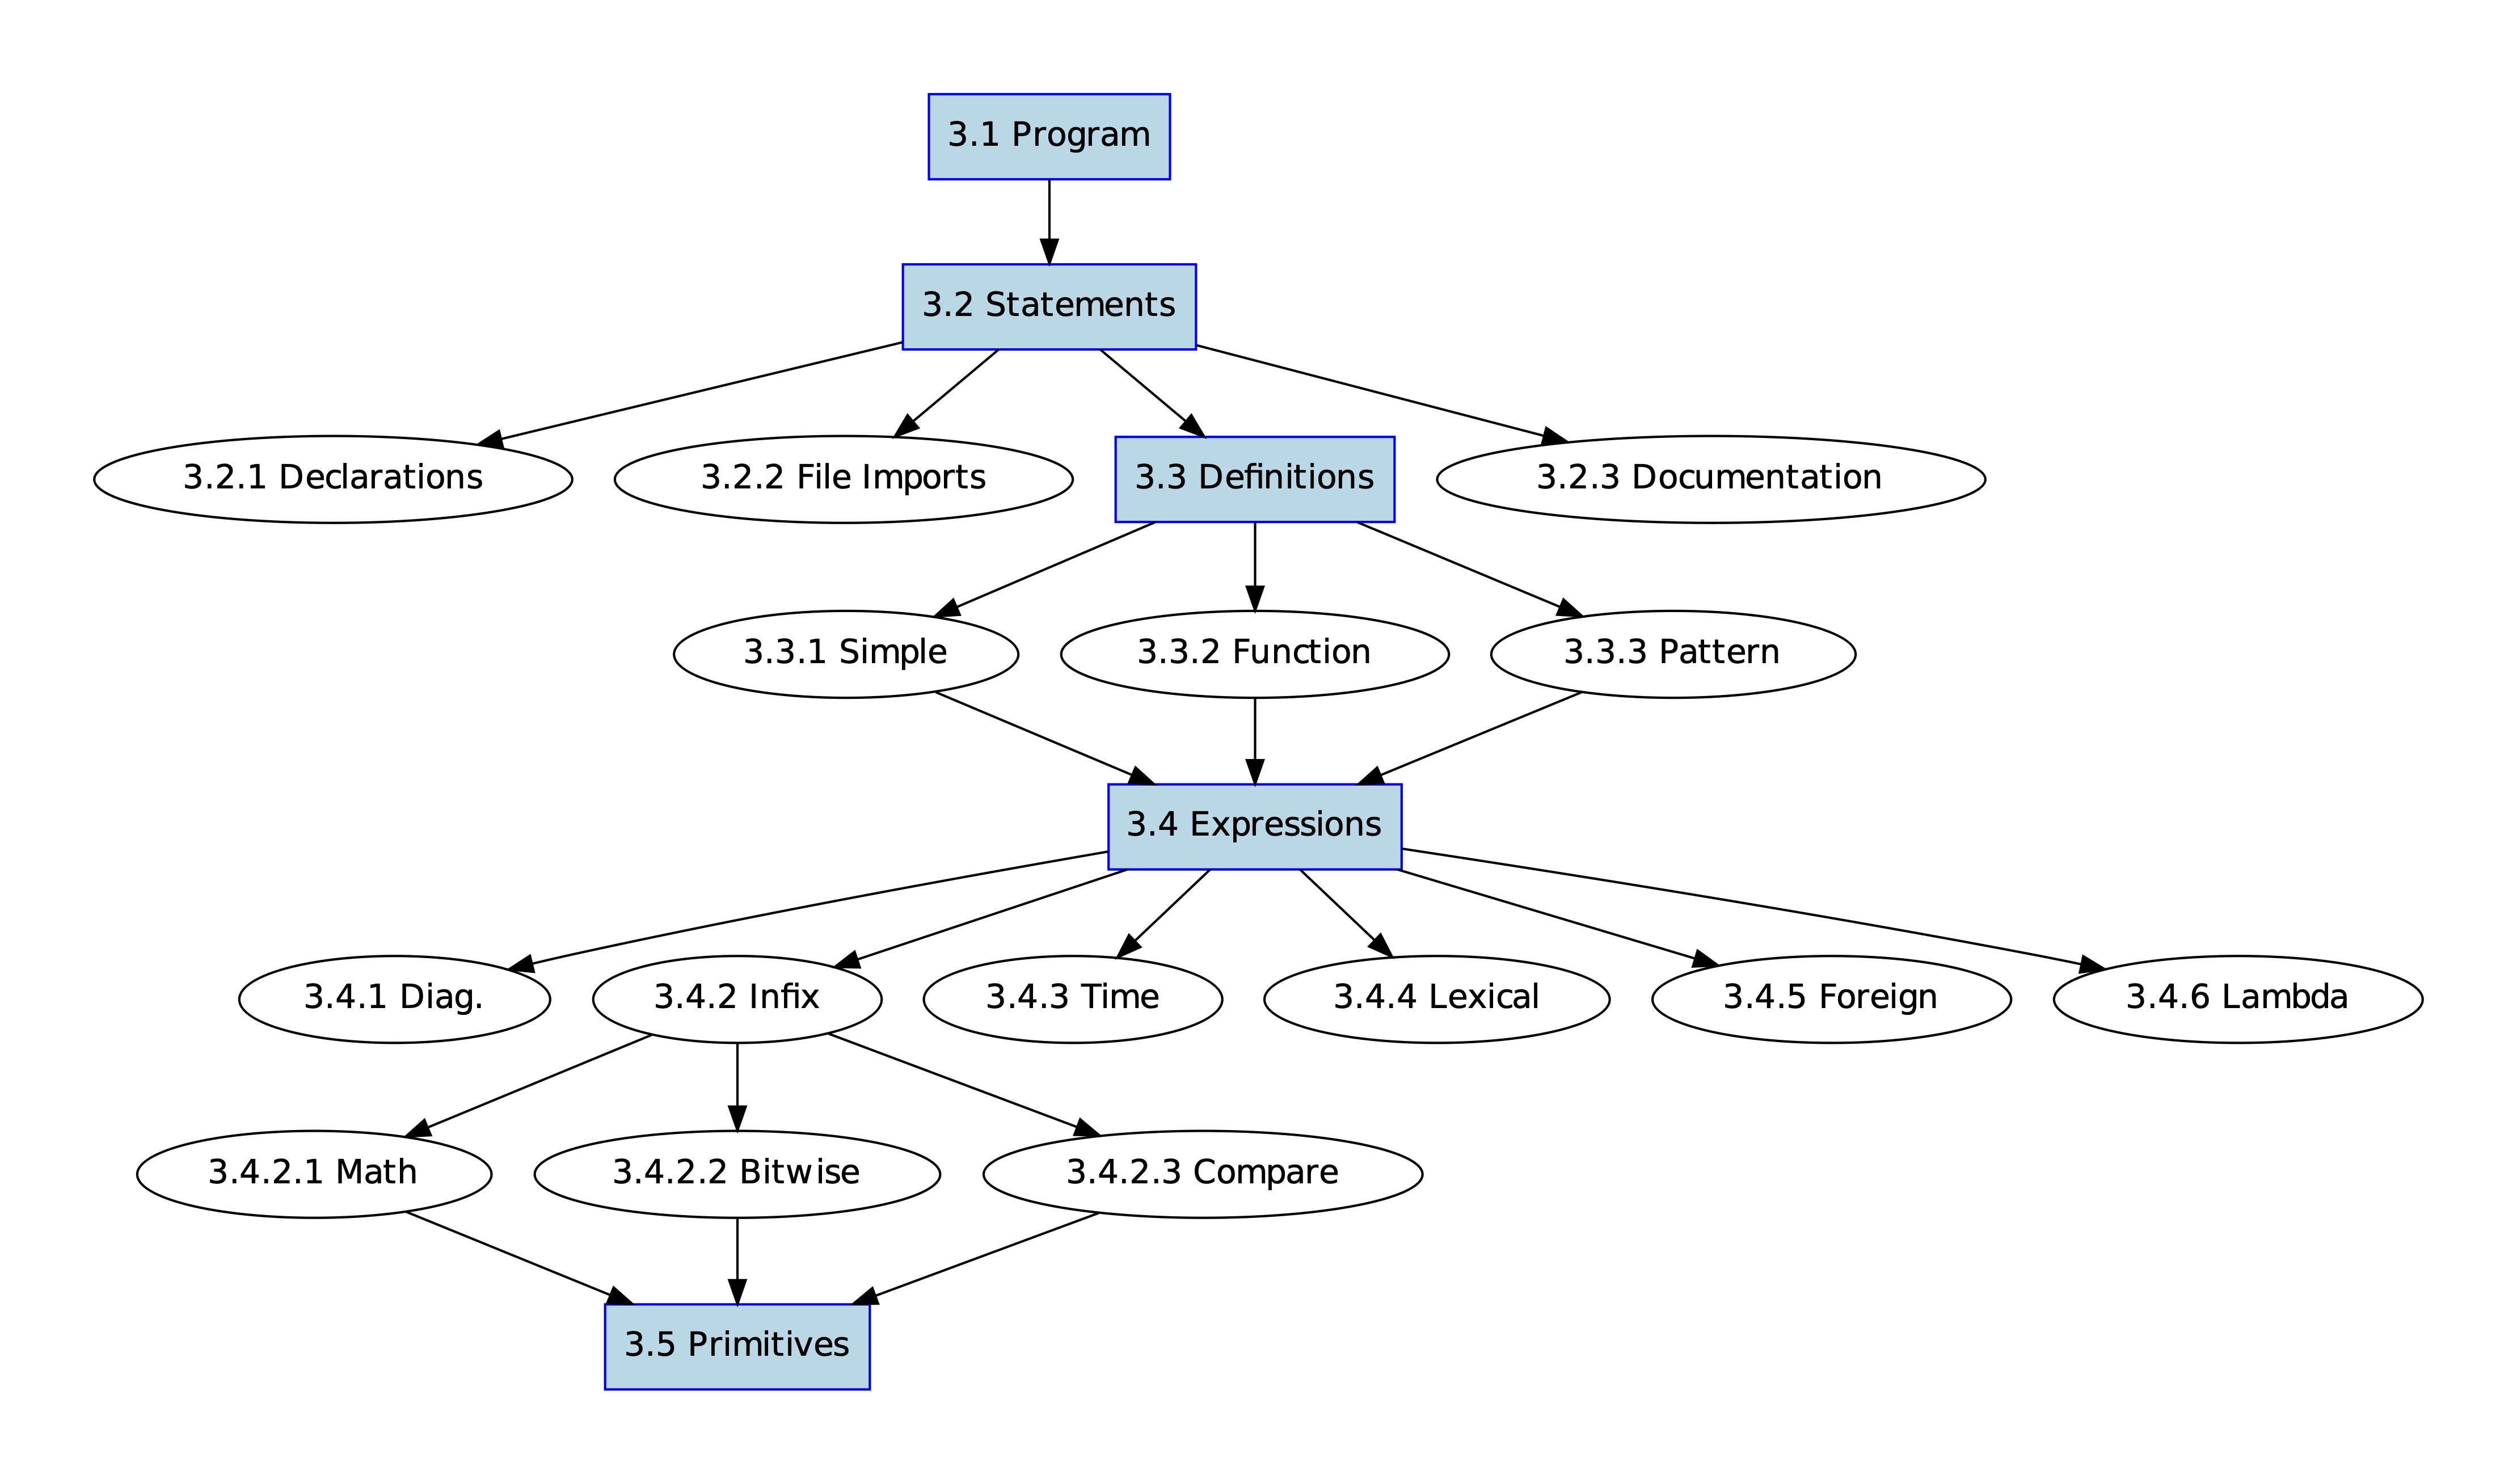 3.1 Program
3.2 Statements
3.2.1 Declarations
3.2.2 File Imports
3.3 Definitions
3.2.3 Documentation
3.3.1 Simple
3.3.2 Function
3.3.3 Pattern
3.4 Expressions
3.4.1 Diag.
3.4.2 Infix
3.4.3 Time
3.4.4 Lexical
3.4.5 Foreign
3.4.6 Lambda
3.4.2.1 Math
3.4.2.2 Bitwise
3.4.2.3 Compare
3.5 Primitives